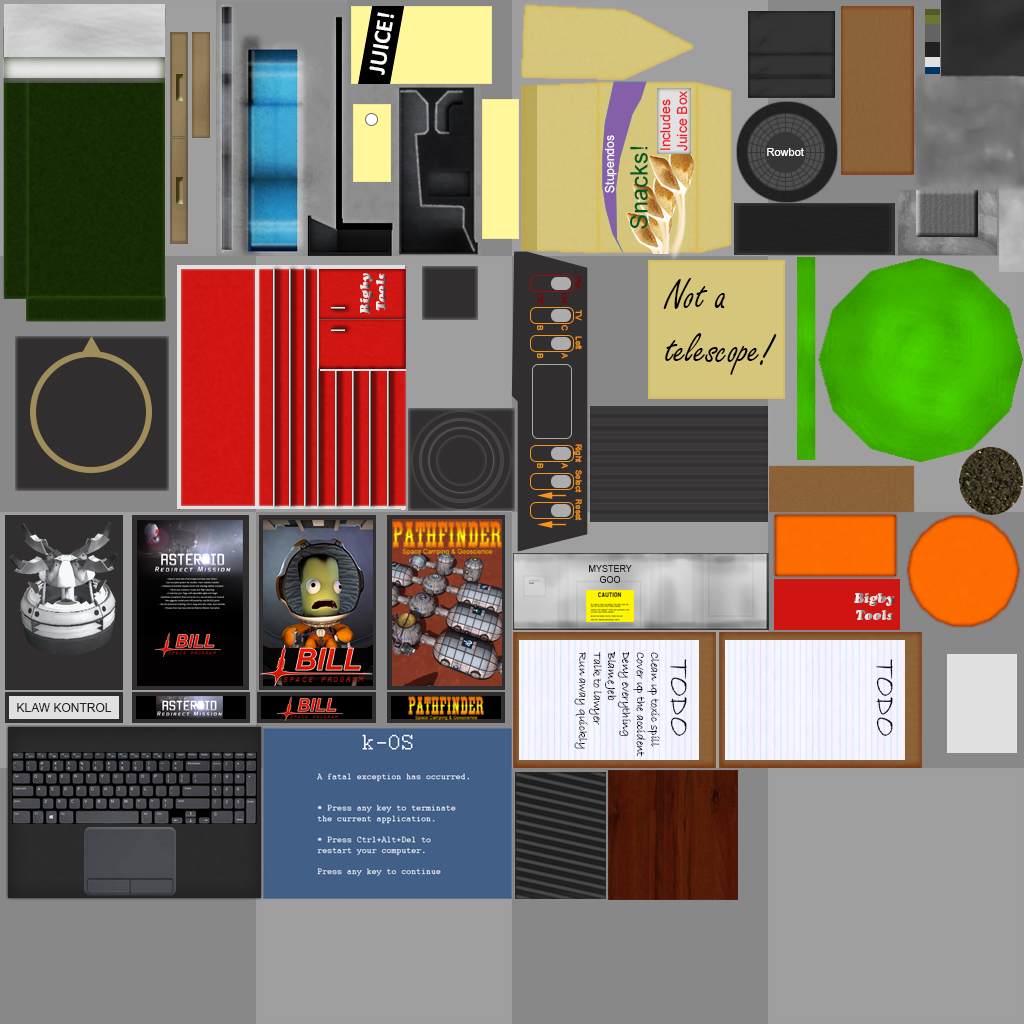 JUICE!
Includes
Juice Box
Stupendos
Snacks!
Rowbot
Bigby
Tools
TV
C
B
Left
A
B
Right
A
B
Select
Reset
Not a
telescope!
MYSTERY
GOO
CAUTION
Bigby
Tools
ASTEROID
REDIRECT MISSION
BILL
SPACE PROGRAM
BILL
SPACE PROGRAM
PATHFINDER
Space Camping & Geoscience
KLAW KONTROL
ASTEROID
REDIRECT MISSION
BILL
SPACE PROGRAM
PATHFINDER
Space Camping & Geoscience
TODO
Clean up toxic spill
Cover up the accident
Deny everything
Blame Jeb
Talk to lawyer
Run away quickly
TODO
k-OS
A fatal exception has occurred.
* Press any key to terminate
the current application.
* Press Ctrl+Alt+Del to
restart your computer.
Press any key to continue